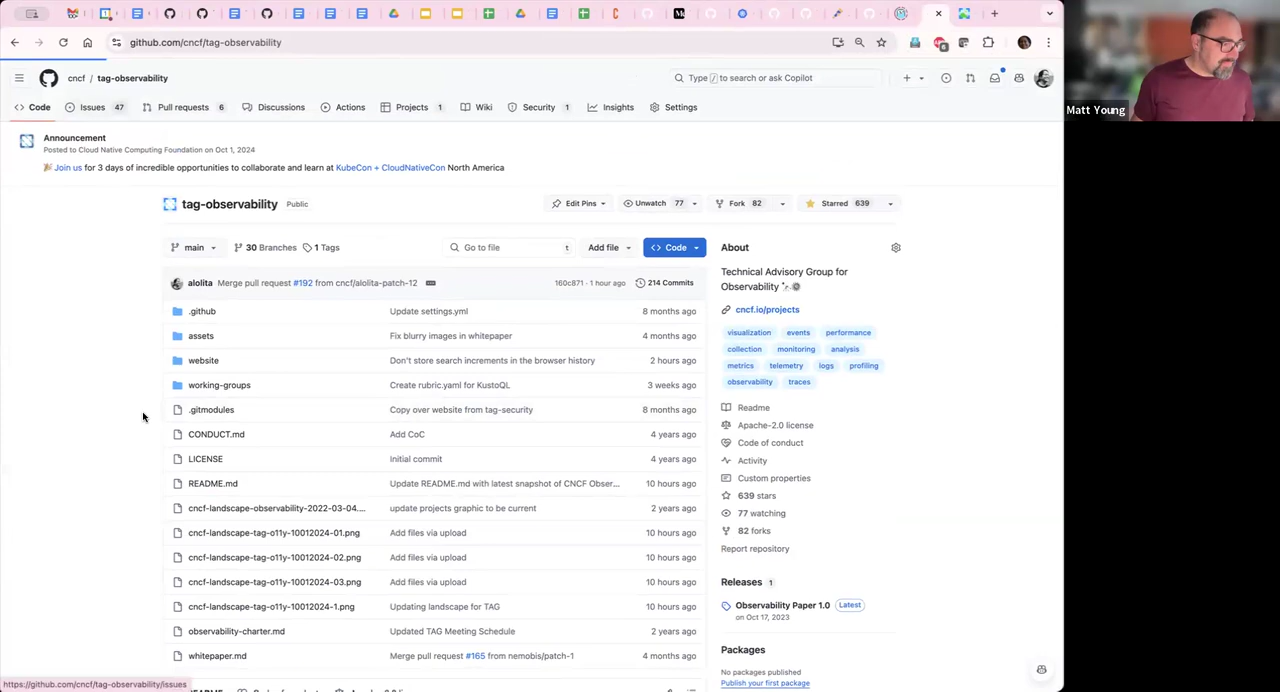 github.com/cncf/tag-observability
6
cncf / tag-observability
Type / to search or ask Copilot
Code Issues 47 Pull requests 6 Discussions Actions Projects 1 Wiki Security 1 Insights Settings
Announcement
Posted to Cloud Native Computing Foundation on Oct 1, 2024
🎉 Join us for 3 days of incredible opportunities to collaborate and learn at KubeCon + CloudNativeCon North America
tag-observability Public
Edit Pins Unwatch 77 Fork 82 Starred 639
main 30 Branches 1 Tags Go to file t Add file Code
alolita Merge pull request #192 from cncf/alolita-patch-12 160c871 · 1 hour ago 214 Commits
.github Update settings.yml 8 months ago
assets Fix blurry images in whitepaper 4 months ago
website Don't store search increments in the browser history 2 hours ago
working-groups Create rubric.yaml for KustoQL 3 weeks ago
.gitmodules Copy over website from tag-security 8 months ago
CONDUCT.md Add CoC 4 years ago
LICENSE Initial commit 4 years ago
README.md Update README.md with latest snapshot of CNCF Obser... 10 hours ago
cncf-landscape-observability-2022-03-04.... update projects graphic to be current 2 years ago
cncf-landscape-tag-o11y-10012024-01.png Add files via upload 10 hours ago
cncf-landscape-tag-o11y-10012024-02.png Add files via upload 10 hours ago
cncf-landscape-tag-o11y-10012024-03.png Add files via upload 10 hours ago
cncf-landscape-tag-o11y-10012024-1.png Updating landscape for TAG 10 hours ago
observability-charter.md Updated TAG Meeting Schedule 2 years ago
whitepaper.md Merge pull request #165 from nemobis/patch-1 4 months ago
About
Technical Advisory Group for
Observability
cncf.io/projects
visualization events performance
collection monitoring analysis
metrics telemetry logs profiling
observability traces
Readme
Apache-2.0 license
Code of conduct
Activity
Custom properties
639 stars
77 watching
82 forks
Report repository
Releases 1
Observability Paper 1.0 Latest
on Oct 17, 2023
Packages
No packages published
Publish your first package
https://github.com/cncf/tag-observability/issues
Matt Young